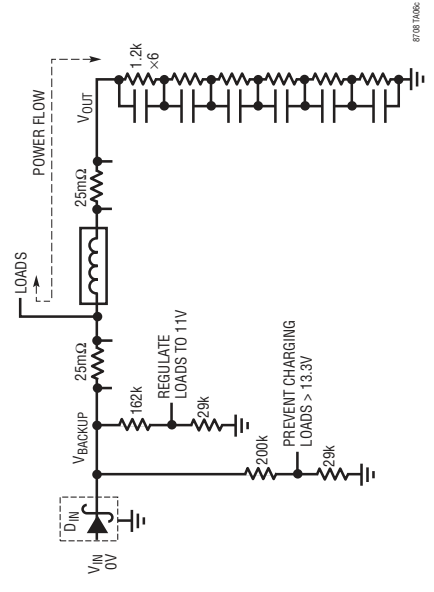 LOADS
POWER FLOW
V_IN
0V
D_IN
V_BACKUP
25mΩ
25mΩ
V_OUT
1.2k
×6
162k
REGULATE
LOADS TO 11V
29k
200k
PREVENT CHARGING
LOADS > 13.3V
29k
8708 TA06c